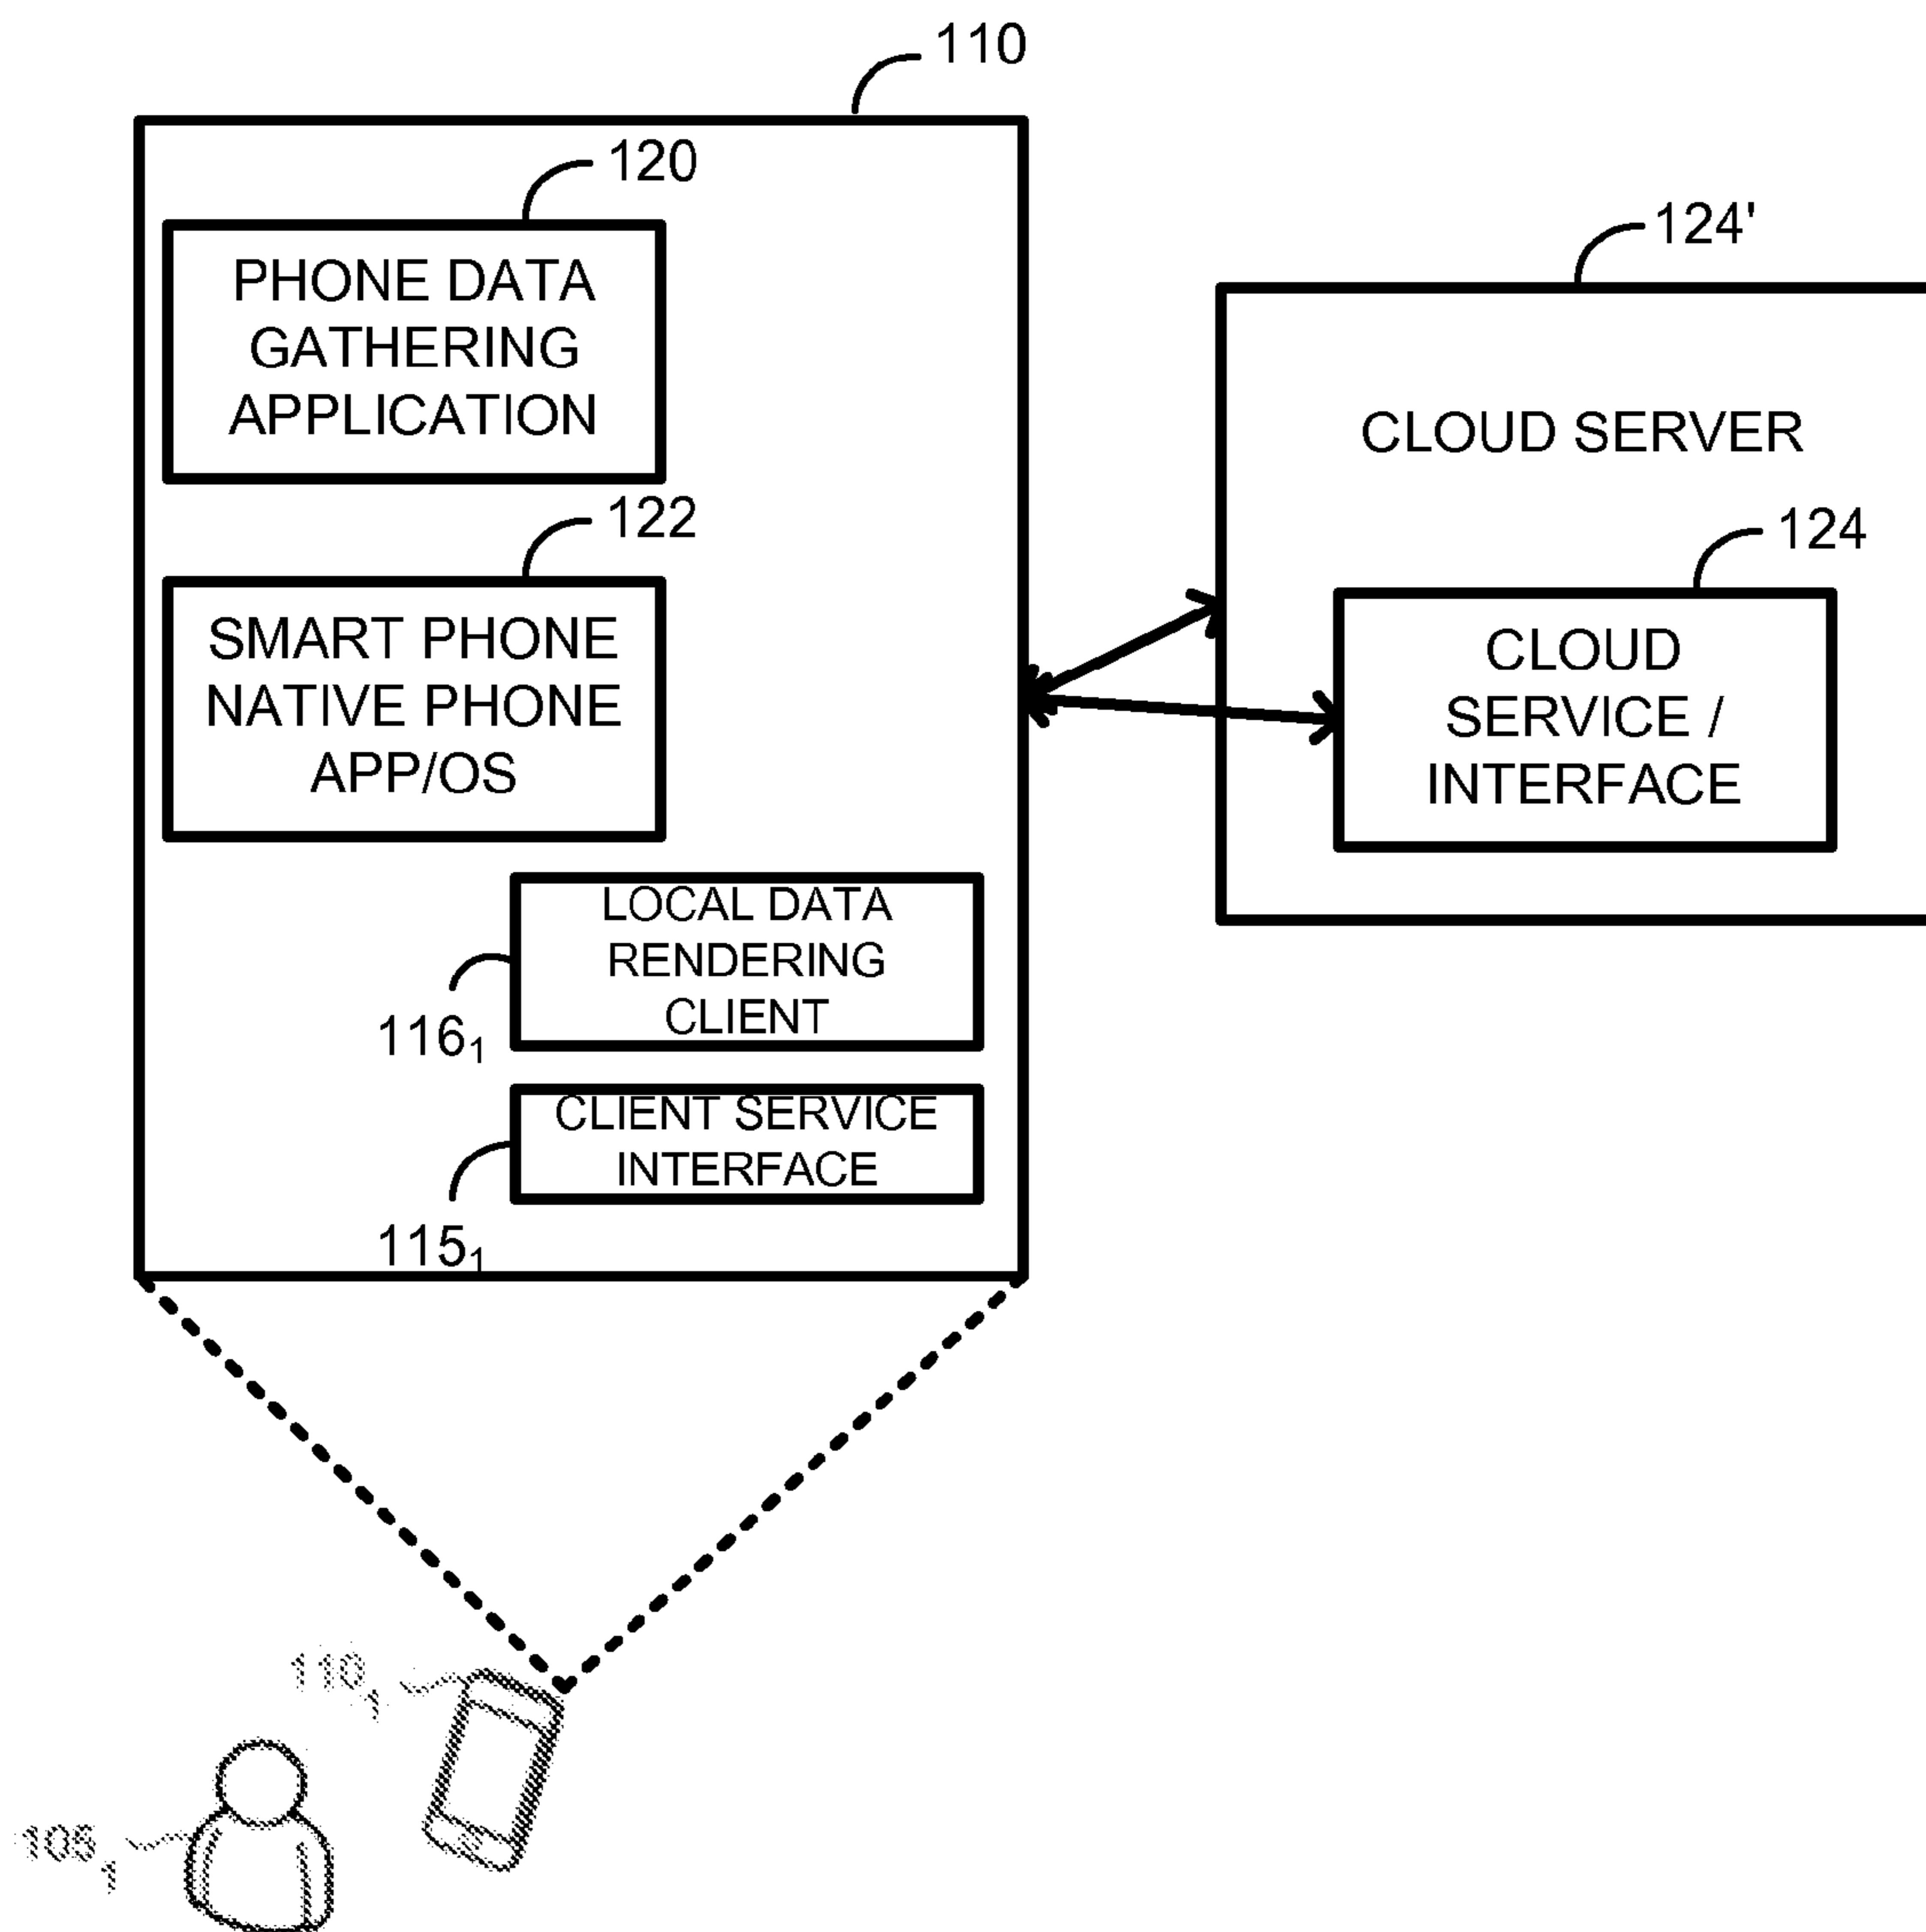 110
120
PHONE DATA
GATHERING
APPLICATION
122
SMART PHONE
NATIVE PHONE
APP/OS
LOCAL DATA
RENDERING
CLIENT
116₁
CLIENT SERVICE
INTERFACE
115₁
124'
CLOUD SERVER
124
CLOUD
SERVICE /
INTERFACE
110₁